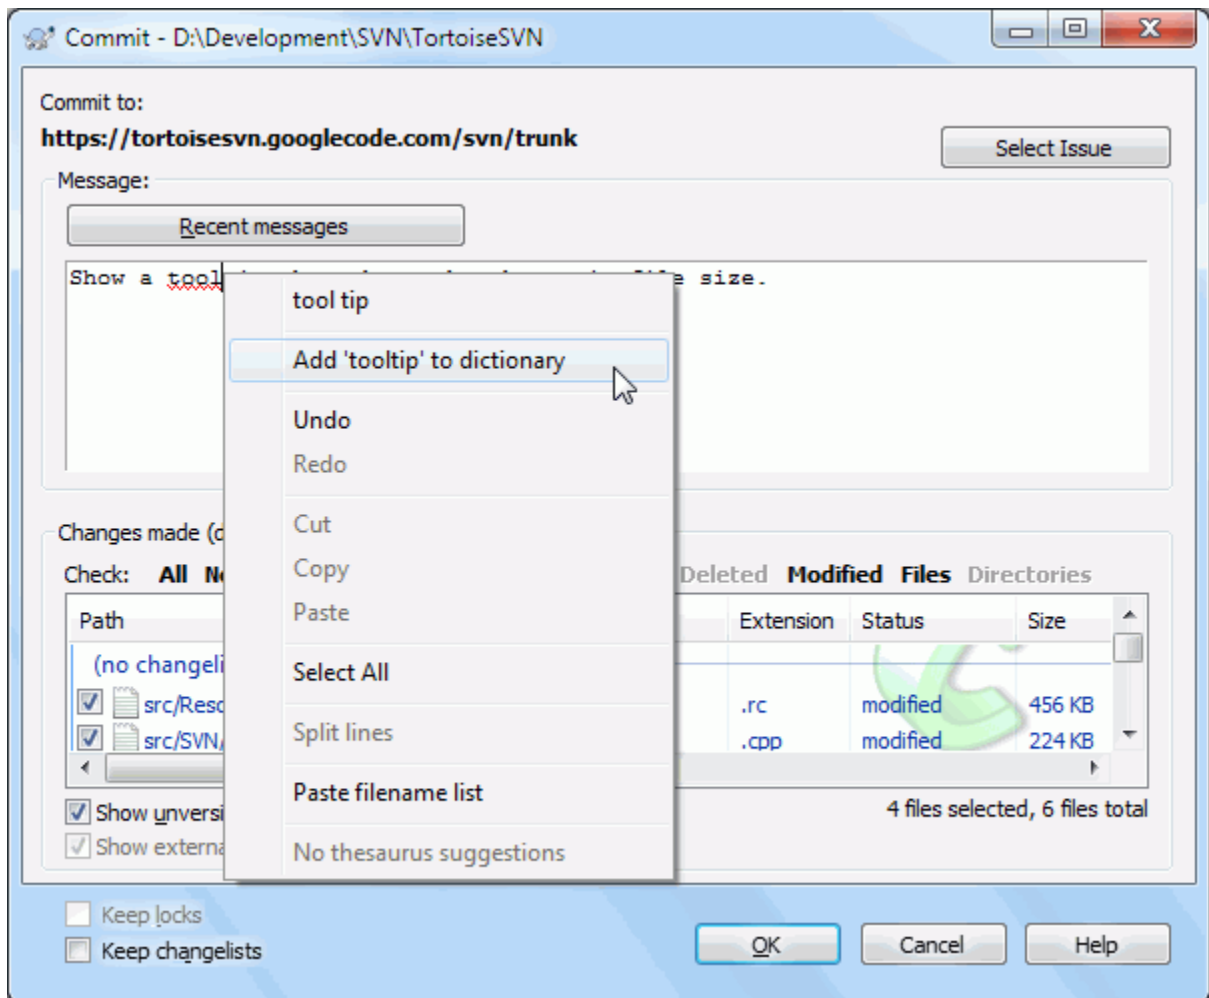 Commit - D:\Development\SVN\TortoiseSVN
Commit to:
https://tortoisesvn.googlecode.com/svn/trunk
Select Issue
Message:
Recent messages
Show a tool size.
tool tip
Add 'tooltip' to dictionary
Undo
Redo
Cut
Copy
Paste
Select All
Split lines
Paste filename list
No thesaurus suggestions
Changes made
Check: All Deleted Modified Files Directories
Path Extension Status Size
(no changeli
src/Reso .rc modified 456 KB
src/SVN/ .cpp modified 224 KB
Show unversi 4 files selected, 6 files total
Show externa
Keep locks
Keep changelists
OK Cancel Help